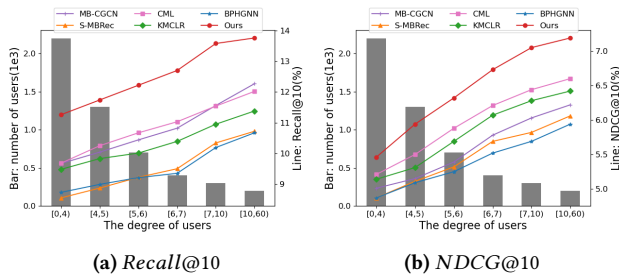 MB-CGCN CML BPHGNN
S-MBRec KMCLR Ours
Bar: number of users(1e3)
2.0
1.5
1.0
0.5
0.0
14
13
12
11
10
9
Line: Recall@10(%)
[0,4) [4,5) [5,6) [6,7) [7,10) [10,60)
The degree of users
(a) Recall@10
MB-CGCN CML BPHGNN
S-MBRec KMCLR Ours
Bar: number of users(1e3)
2.0
1.5
1.0
0.5
0.0
7.0
6.5
6.0
5.5
5.0
Line: NDCG@10(%)
[0,4) [4,5) [5,6) [6,7) [7,10) [10,60)
The degree of users
(b) NDCG@10